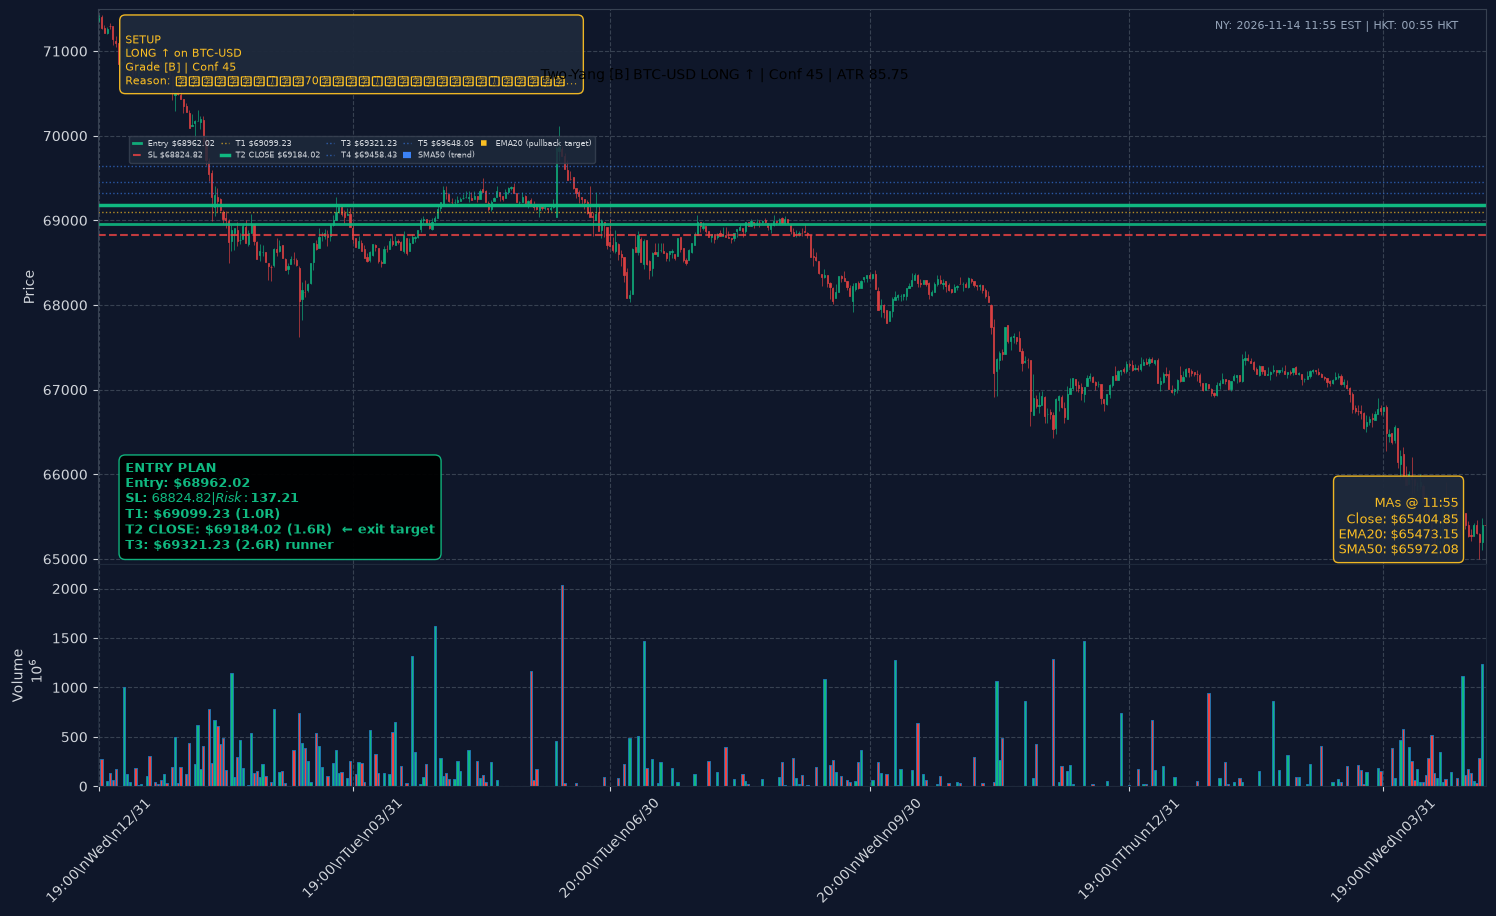 NY: 2026-11-14 11:55 EST | HKT: 00:55 HKT
SETUP
LONG ↑ on BTC-USD
Grade [B] | Conf 45
Reason: 70 ...
Two-Yang [B] BTC-USD LONG ↑ | Conf 45 | ATR 85.75
Entry $68962.02 T1 $69099.23 T3 $69321.23 T5 $69648.05 EMA20 (pullback target)
SL $68824.82 T2 CLOSE $69184.02 T4 $69458.43 SMA50 (trend)
Price
71000
70000
69000
68000
67000
66000
65000
ENTRY PLAN
Entry: $68962.02
SL: 68824.82|Risk:137.21
T1: $69099.23 (1.0R)
T2 CLOSE: $69184.02 (1.6R) ← exit target
T3: $69321.23 (2.6R) runner
MAs @ 11:55
Close: $65404.85
EMA20: $65473.15
SMA50: $65972.08
Volume
10⁶
2000
1500
1000
500
0
19:00\nWed\n12/31
19:00\nTue\n03/31
20:00\nTue\n06/30
20:00\nWed\n09/30
19:00\nThu\n12/31
19:00\nWed\n03/31